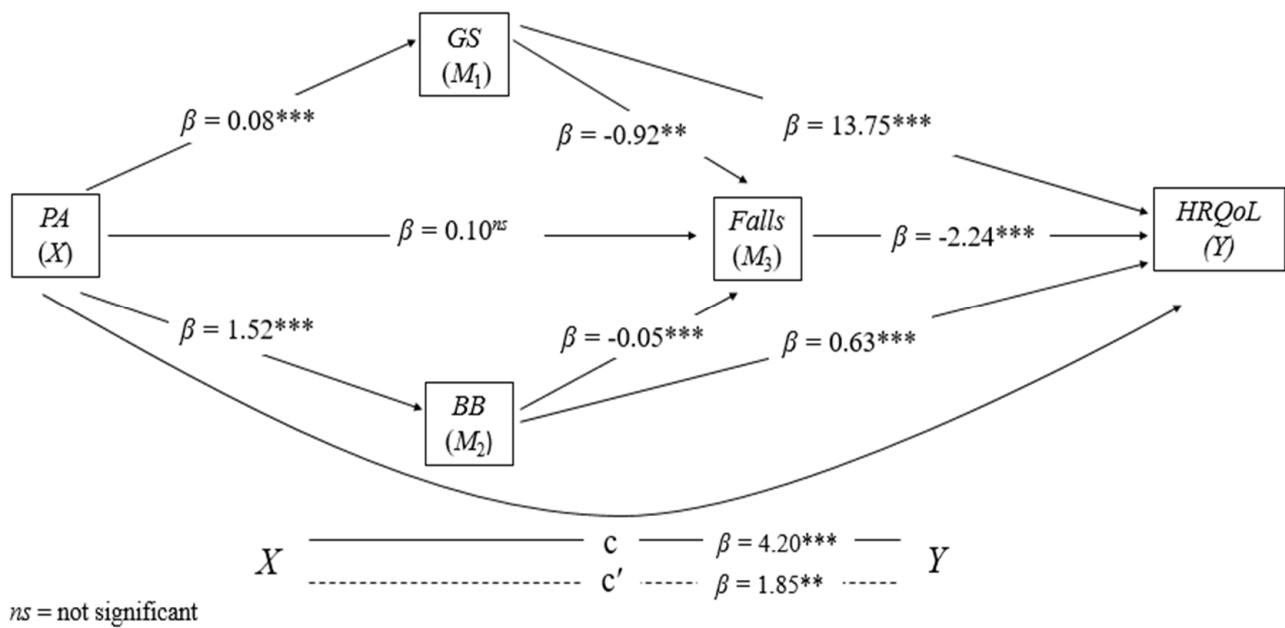 GS
(M₁)
β = 0.08***
β = -0.92**
β = 13.75***
PA
(X)
β = 0.10ⁿˢ
Falls
(M₃)
β = -2.24***
HRQoL
(Y)
β = 1.52***
β = -0.05***
β = 0.63***
BB
(M₂)
X c β = 4.20*** Y
c′ β = 1.85**
ns = not significant